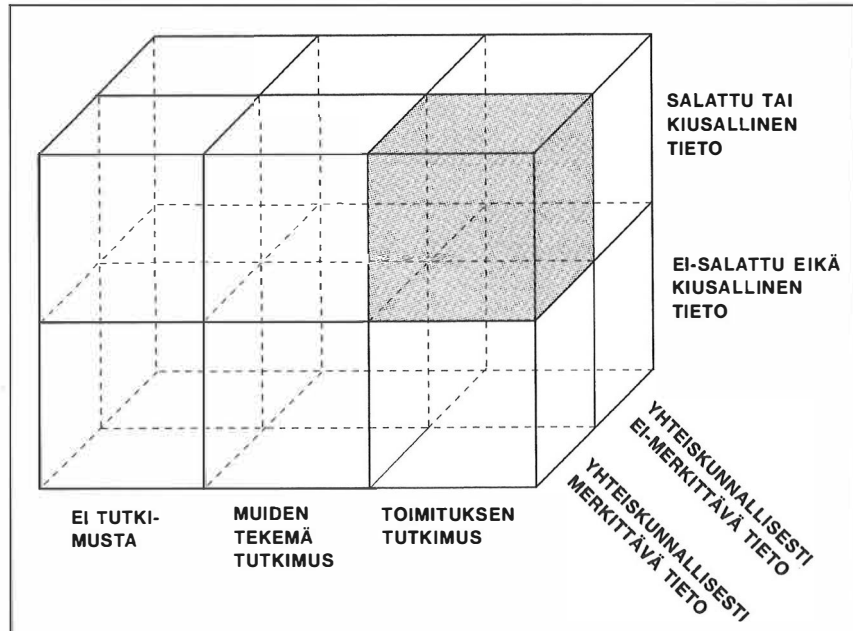 SALATTU TAI
KIUSALLINEN
TIETO
EI-SALATTU EIKÄ
KIUSALLINEN
TIETO
YHTEISKUNNALLISESTI
EI-MERKITTÄVÄ TIETO
YHTEISKUNNALLISESTI
MERKITTÄVÄ TIETO
EI TUTKI-
MUSTA
MUIDEN
TEKEMÄ
TUTKIMUS
TOIMITUKSEN
TUTKIMUS